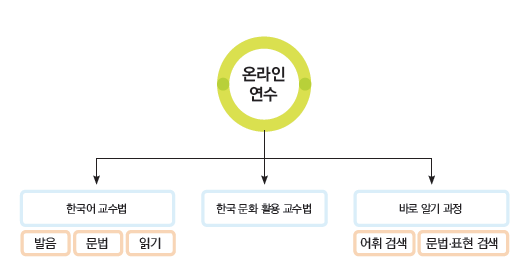 온라인
연수
한국어 교수법
한국 문화 활용 교수법
바로 알기 과정
발음
문법
읽기
어휘 검색
문법·표현 검색